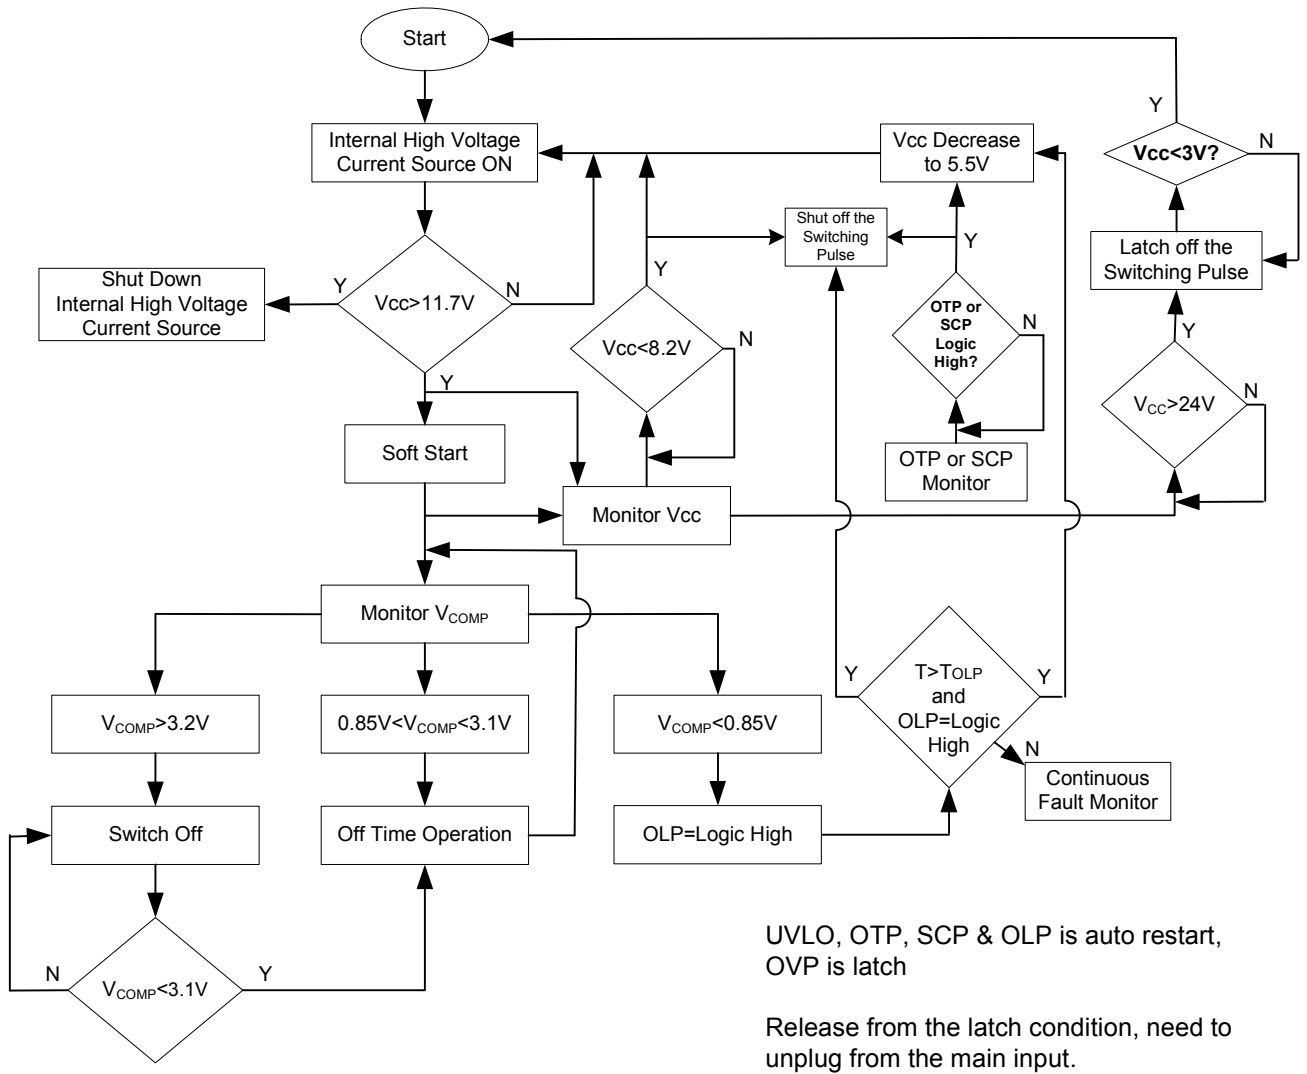 Start
Y
Internal High Voltage
Current Source ON
Vcc Decrease
to 5.5V
Vcc<3V?
N
Shut off the
Switching
Pulse
Y
Latch off the
Switching Pulse
Shut Down
Internal High Voltage
Current Source
Y
Vcc>11.7V
N
Y
Vcc<8.2V
N
OTP or
SCP
Logic
High?
N
Y
VCC>24V
N
Y
Soft Start
OTP or SCP
Monitor
Monitor Vcc
Monitor VCOMP
VCOMP>3.2V
0.85V<VCOMP<3.1V
VCOMP<0.85V
Y
T>TOLP
and
OLP=Logic
High
Y
N
Continuous
Fault Monitor
Switch Off
Off Time Operation
OLP=Logic High
N
VCOMP<3.1V
Y
UVLO, OTP, SCP & OLP is auto restart,
OVP is latch
Release from the latch condition, need to
unplug from the main input.